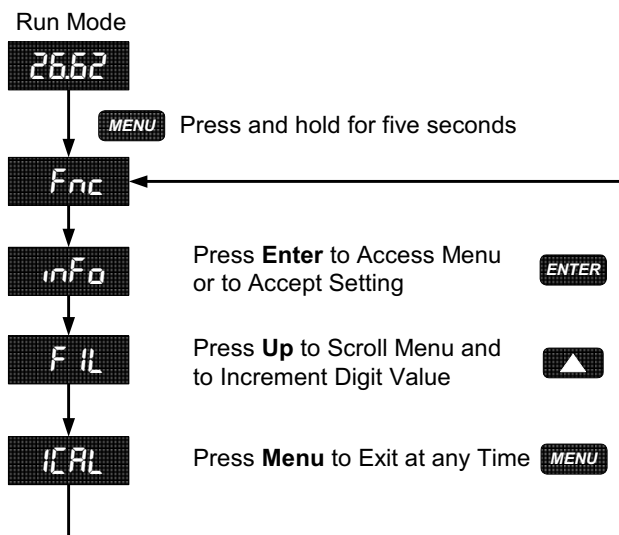 Run Mode
26.62
MENU Press and hold for five seconds
Fnc
inFo
Press Enter to Access Menu
or to Accept Setting
ENTER
FIL
Press Up to Scroll Menu and
to Increment Digit Value
ICAL
Press Menu to Exit at any Time MENU